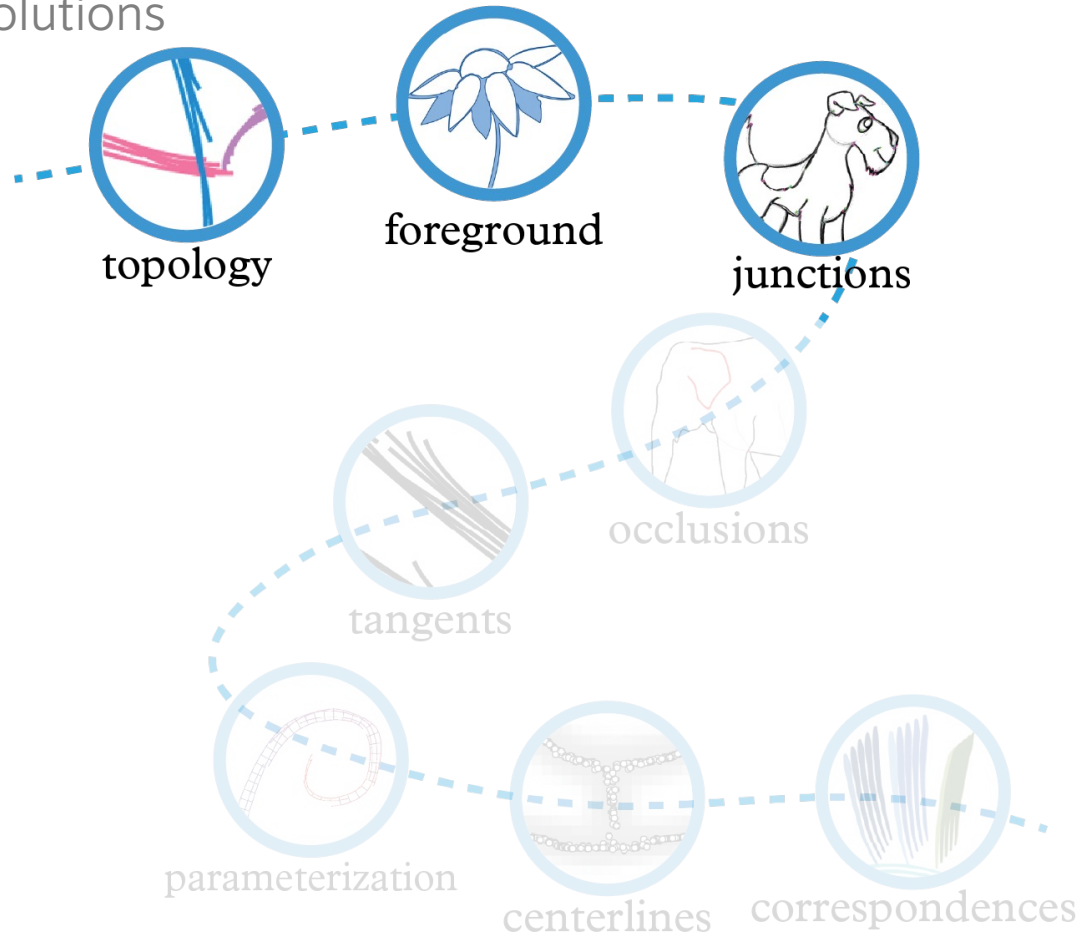 olutions
topology
foreground
junctions
occlusions
tangents
parameterization
centerlines
correspondences